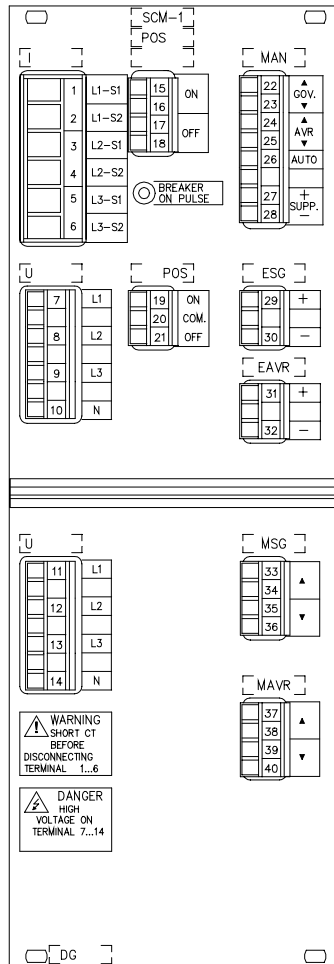 SCM-1
POS
I
MAN
1 L1-S1
2 L1-S2
3 L2-S1
4 L2-S2
5 L3-S1
6 L3-S2
15 ON
16
17 OFF
18
BREAKER
ON PULSE
22 ▲
GOV.
23 ▼
24 ▲
AVR
25 ▼
26 AUTO
27 +
SUPP.
28 −
U
7 L1
8 L2
9 L3
10 N
POS
19 ON
20 COM.
21 OFF
ESG
29 +
30 −
EAVR
31 +
32 −
U
11 L1
12 L2
13 L3
14 N
MSG
33 ▲
34
35 ▼
36
MAVR
37 ▲
38
39 ▼
40
WARNING
SHORT CT
BEFORE
DISCONNECTING
TERMINAL 1...6
DANGER
HIGH
VOLTAGE ON
TERMINAL 7...14
DG